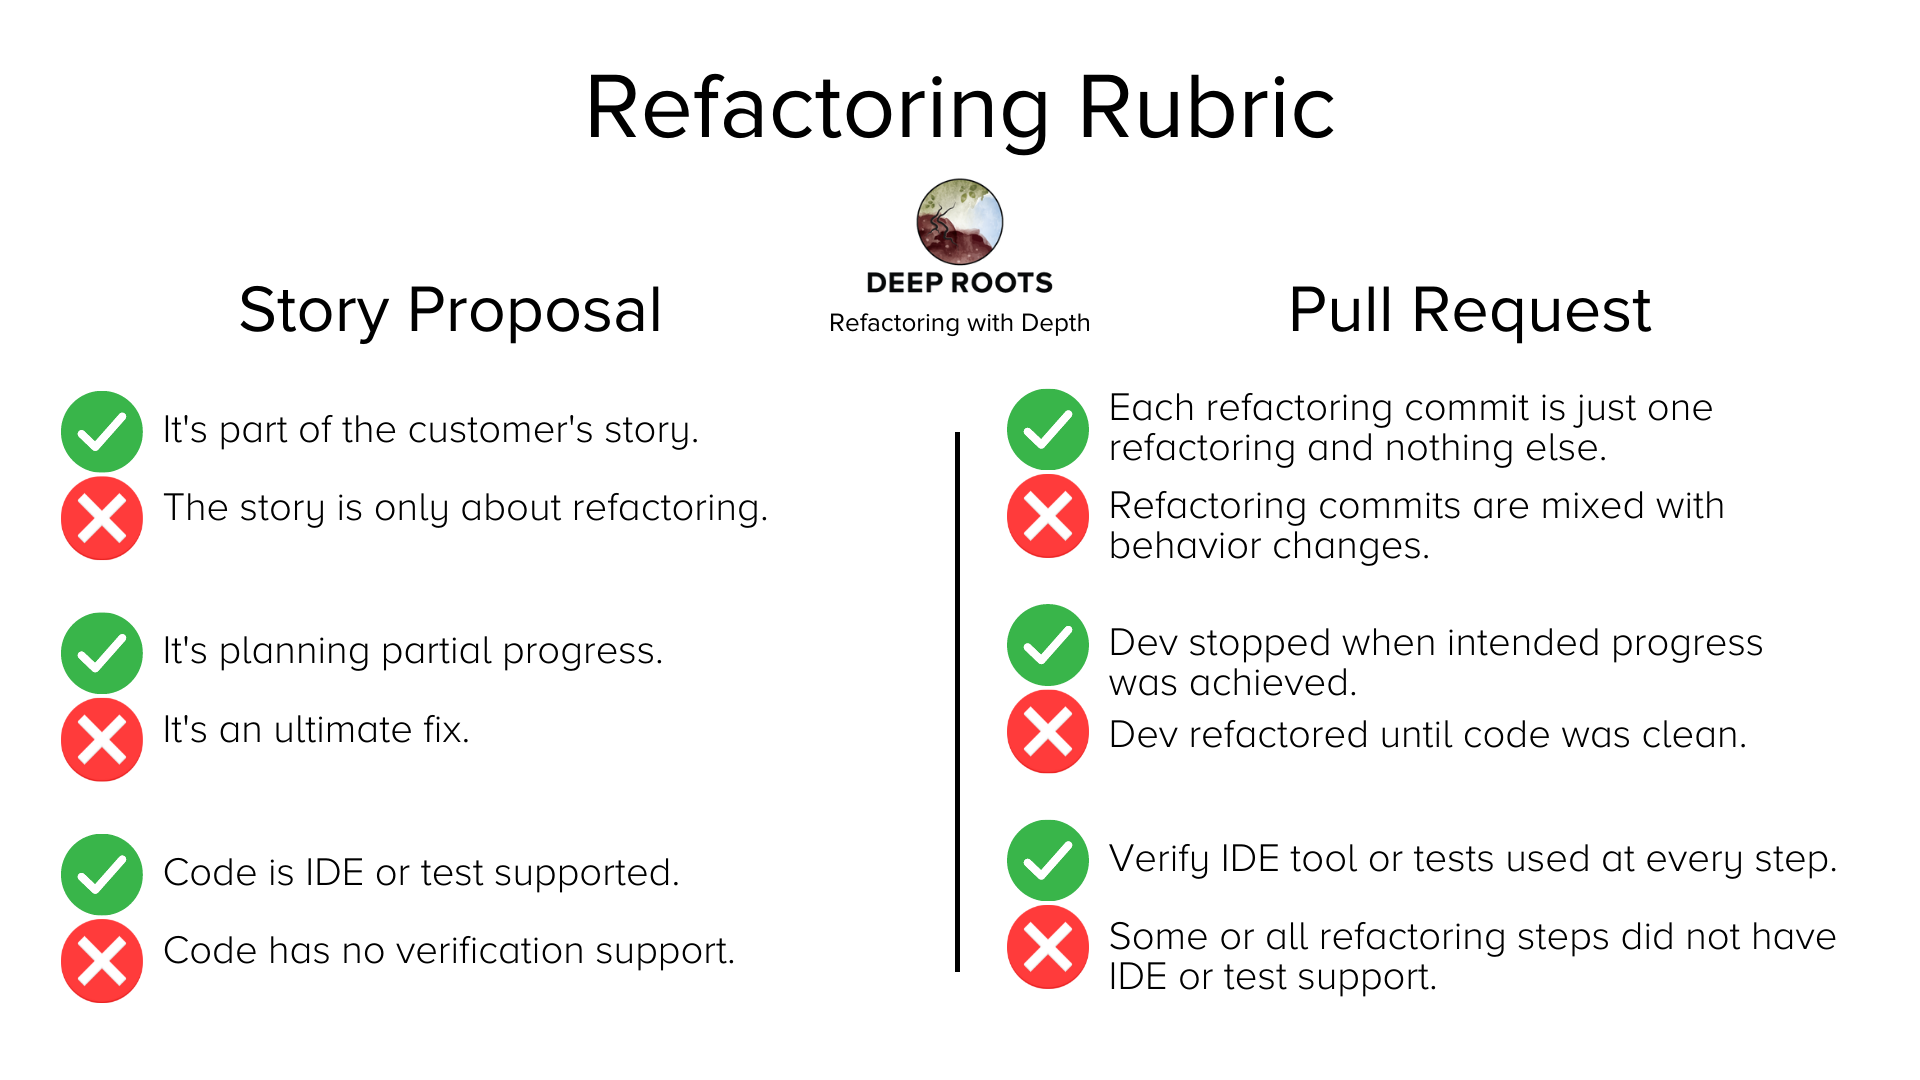 Refactoring Rubric
DEEP ROOTS
Refactoring with Depth
Story Proposal
It's part of the customer's story.
The story is only about refactoring.
It's planning partial progress.
It's an ultimate fix.
Code is IDE or test supported.
Code has no verification support.
Pull Request
Each refactoring commit is just one
refactoring and nothing else.
Refactoring commits are mixed with
behavior changes.
Dev stopped when intended progress
was achieved.
Dev refactored until code was clean.
Verify IDE tool or tests used at every step.
Some or all refactoring steps did not have
IDE or test support.